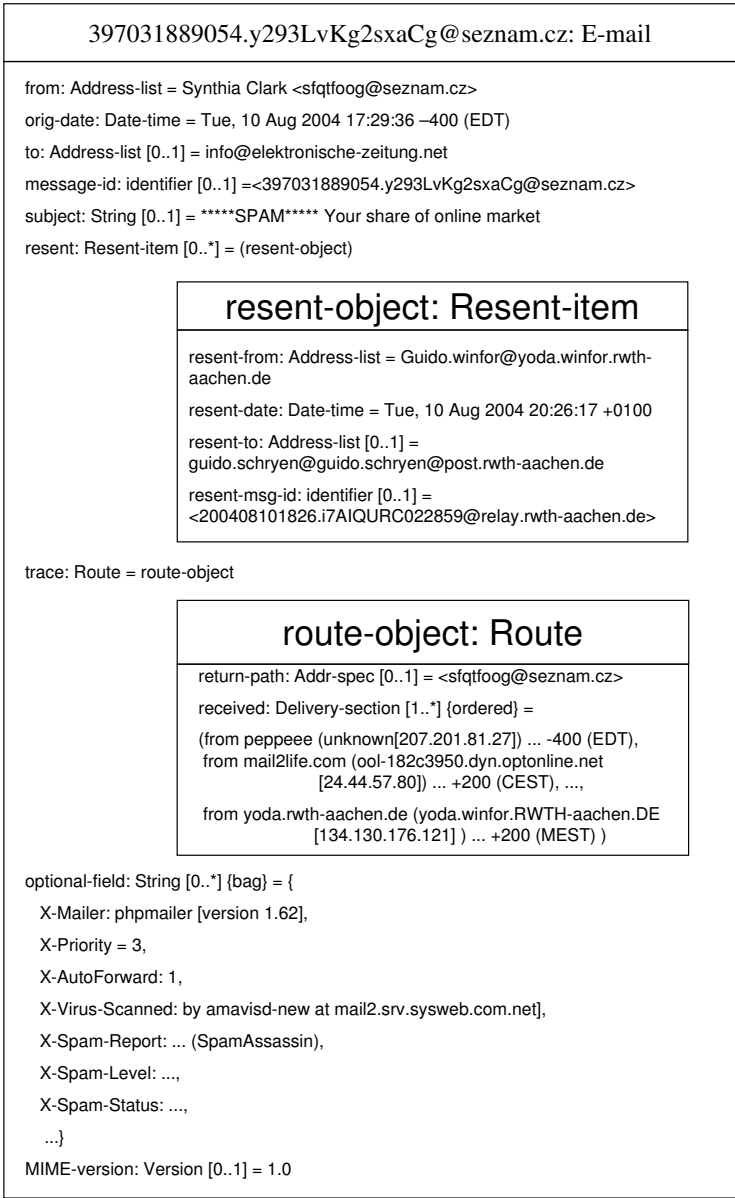 397031889054.y293LvKg2sxaCg@seznam.cz: E-mail
from: Address-list = Synthia Clark <sfqtfoog@seznam.cz>
orig-date: Date-time = Tue, 10 Aug 2004 17:29:36 –400 (EDT)
to: Address-list [0..1] = info@elektronische-zeitung.net
message-id: identifier [0..1] =<397031889054.y293LvKg2sxaCg@seznam.cz>
subject: String [0..1] = *****SPAM***** Your share of online market
resent: Resent-item [0..*] = (resent-object)
resent-object: Resent-item
resent-from: Address-list = Guido.winfor@yoda.winfor.rwth-
aachen.de
resent-date: Date-time = Tue, 10 Aug 2004 20:26:17 +0100
resent-to: Address-list [0..1] =
guido.schryen@guido.schryen@post.rwth-aachen.de
resent-msg-id: identifier [0..1] =
<200408101826.i7AIQURC022859@relay.rwth-aachen.de>
trace: Route = route-object
route-object: Route
return-path: Addr-spec [0..1] = <sfqtfoog@seznam.cz>
received: Delivery-section [1..*] {ordered} =
(from peppeee (unknown[207.201.81.27]) ... -400 (EDT),
from mail2life.com (ool-182c3950.dyn.optonline.net
[24.44.57.80]) ... +200 (CEST), ...,
from yoda.rwth-aachen.de (yoda.winfor.RWTH-aachen.DE
[134.130.176.121] ) ... +200 (MEST) )
optional-field: String [0..*] {bag} = {
X-Mailer: phpmailer [version 1.62],
X-Priority = 3,
X-AutoForward: 1,
X-Virus-Scanned: by amavisd-new at mail2.srv.sysweb.com.net],
X-Spam-Report: ... (SpamAssassin),
X-Spam-Level: ...,
X-Spam-Status: ...,
...}
MIME-version: Version [0..1] = 1.0